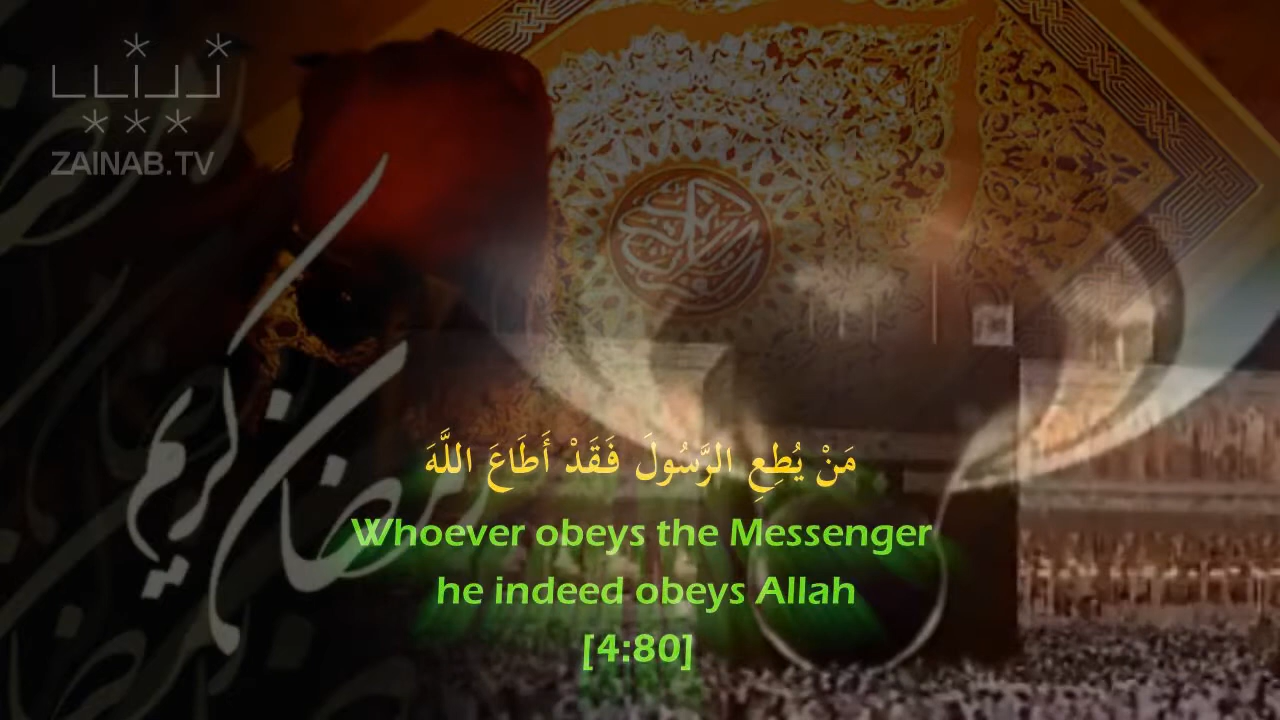 ZAINAB.TV
رمضان كريم
مَنْ يُطِعِ الرَّسُولَ فَقَدْ أَطَاعَ اللَّهَ
Whoever obeys the Messenger
he indeed obeys Allah
[4:80]